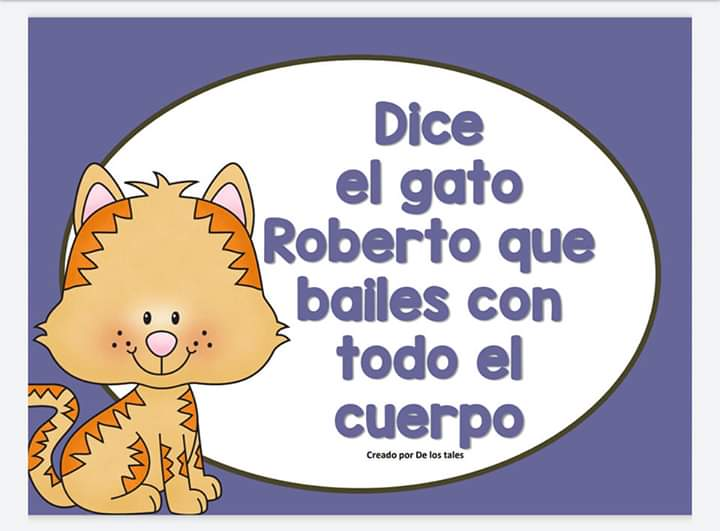 Dice
el gato
Roberto que
bailes con
todo el
cuerpo
Creado por De los tales